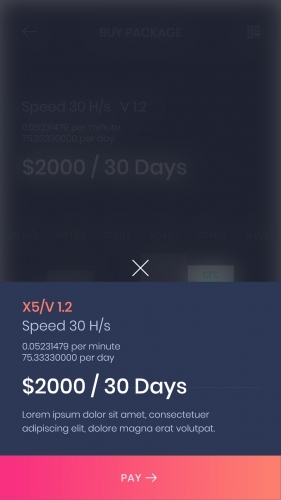 BUY PACKAGE
Speed 30 H/s V 1.2
0.05231479 per minute
75.33330000 per day
$2000 / 30 Days
X5/V 1.2
Speed 30 H/s
0.05231479 per minute
75.33330000 per day
$2000 / 30 Days
Lorem ipsum dolor sit amet, consectetuer
adipiscing elit, dolore magna erat volutpat.
PAY →